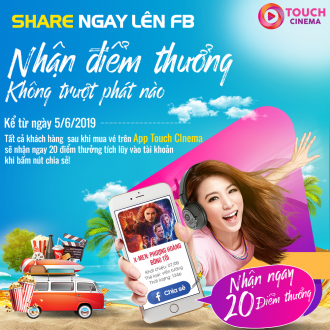 SHARE NGAY LÊN FB
TOUCH
CINEMA
Nhận điểm thưởng
Không trượt phát nào
Kể từ ngày 5/6/2019
Tất cả khách hàng sau khi mua vé trên App Touch Cinema
sẽ nhận ngay 20 điểm thưởng tích lũy vào tài khoản
khi bấm nút chia sẻ!
X-MEN: PHƯỢNG HOÀNG
BÓNG TỐI
Chia sẻ
Nhận ngay
20 Điểm thưởng